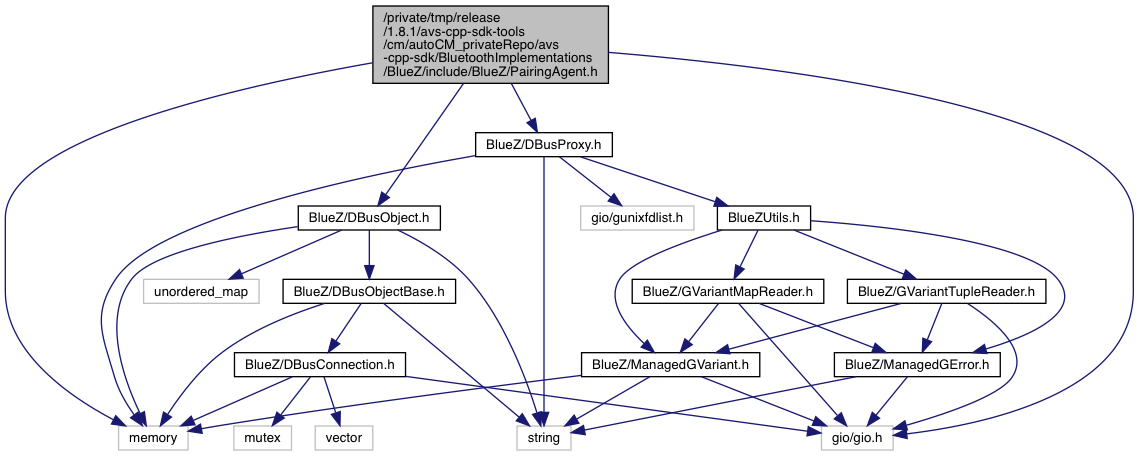 /private/tmp/release
/1.8.1/avs-cpp-sdk-tools
/cm/autoCM_privateRepo/avs
-cpp-sdk/BluetoothImplementations
/BlueZ/include/BlueZ/PairingAgent.h
BlueZ/DBusProxy.h
BlueZ/DBusObject.h
gio/gunixfdlist.h
BlueZUtils.h
unordered_map
BlueZ/DBusObjectBase.h
BlueZ/GVariantMapReader.h
BlueZ/GVariantTupleReader.h
BlueZ/DBusConnection.h
BlueZ/ManagedGVariant.h
BlueZ/ManagedGError.h
memory
mutex
vector
string
gio/gio.h